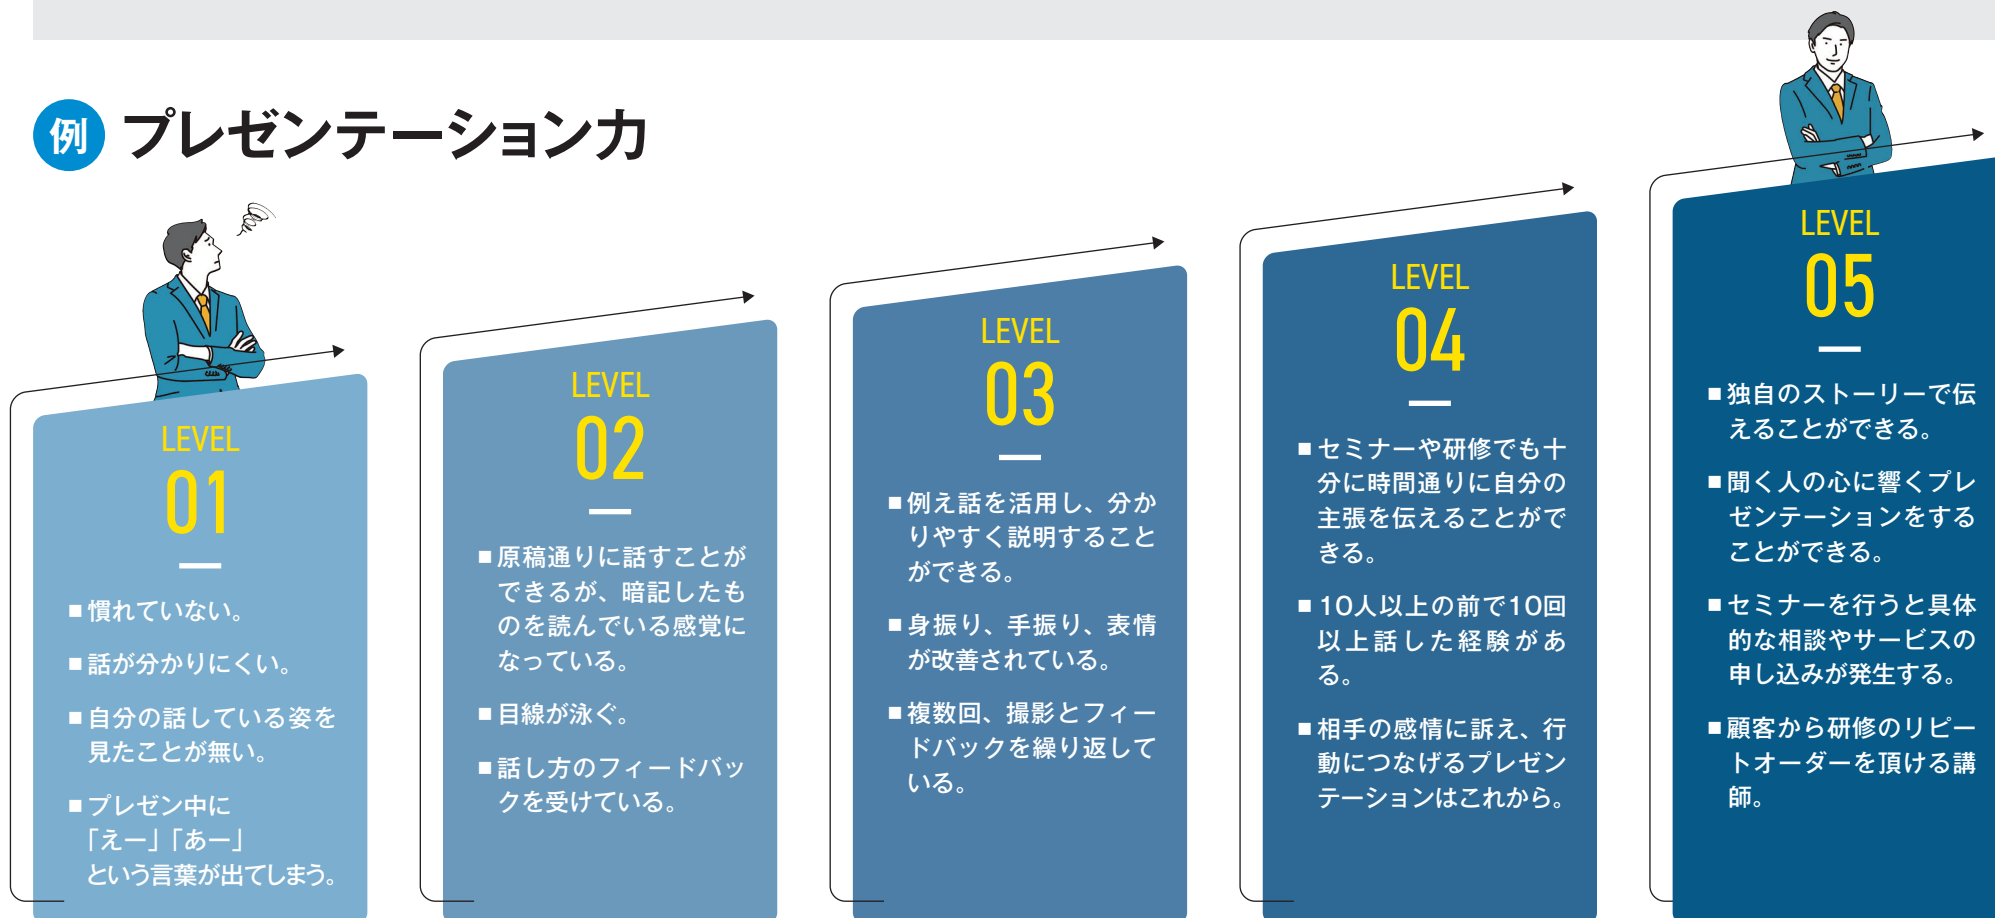 例 プレゼンテーション力
LEVEL
01
■慣れていない。
■話が分かりにくい。
■自分の話している姿を
見たことが無い。
■プレゼン中に
「えー」「あー」
という言葉が出てしまう。
LEVEL
02
■原稿通りに話すことが
できるが、暗記したも
のを読んでいる感覚に
なっている。
■目線が泳ぐ。
■話し方のフィードバッ
クを受けている。
LEVEL
03
■例え話を活用し、分か
りやすく説明すること
ができる。
■身振り、手振り、表情
が改善されている。
■複数回、撮影とフィー
ドバックを繰り返して
いる。
LEVEL
04
■セミナーや研修でも十
分に時間通りに自分の
主張を伝えることがで
きる。
■10人以上の前で10回
以上話した経験があ
る。
■相手の感情に訴え、行
動につなげるプレゼン
テーションはこれから。
LEVEL
05
■独自のストーリーで伝
えることができる。
■聞く人の心に響くプレ
ゼンテーションをする
ことができる。
■セミナーを行うと具体
的な相談やサービスの
申し込みが発生する。
■顧客から研修のリピー
トオーダーを頂ける講
師。